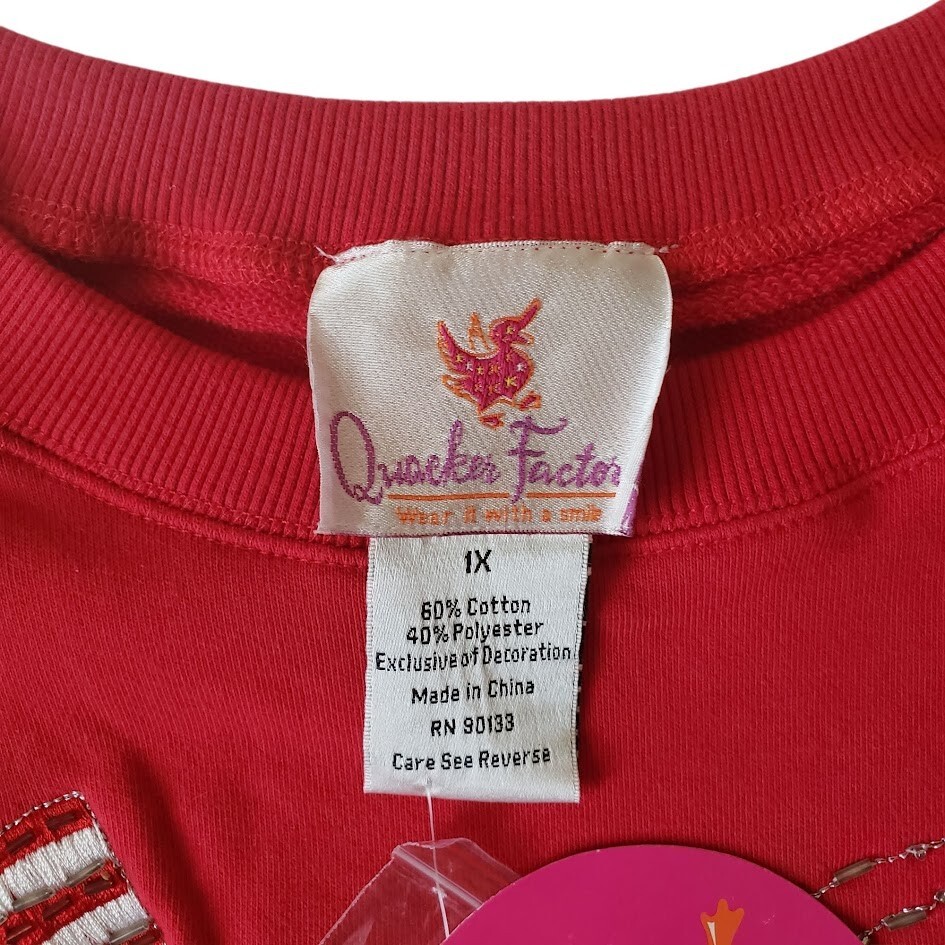 Quacker Factory
Wear it with a smile
1X
60% Cotton
40% Polyester
Exclusive of Decoration
Made in China
RN 90133
Care See Reverse